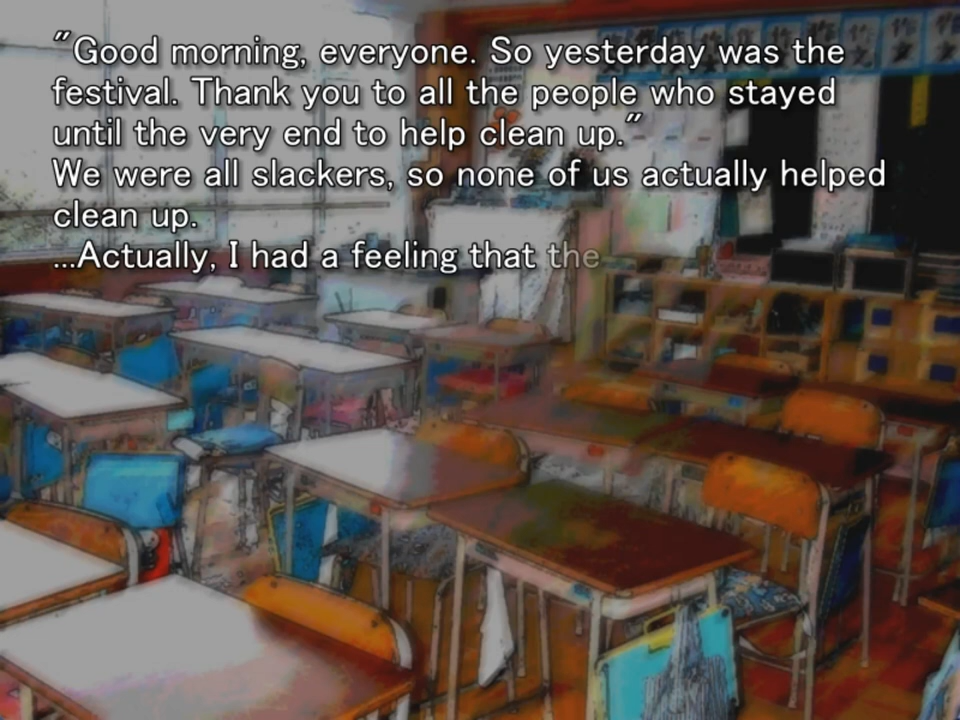 "Good morning, everyone. So yesterday was the
festival. Thank you to all the people who stayed
until the very end to help clean up."
We were all slackers, so none of us actually helped
clean up.
...Actually, I had a feeling that the